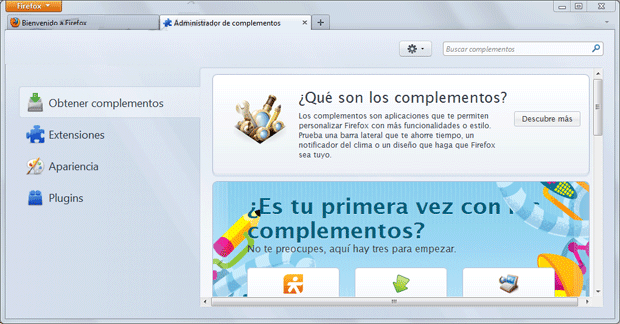 Firefox
Bienvenido a Firefox
Administrador de complementos
Buscar complementos
Obtener complementos
Extensiones
Apariencia
Plugins
¿Qué son los complementos?
Los complementos son aplicaciones que te permiten
personalizar Firefox con más funcionalidades o estilo.
Prueba una barra lateral que te ahorre tiempo, un
notificador del clima o un diseño que haga que Firefox
sea tuyo.
Descubre más
¿Es tu primera vez con los
complementos?
No te preocupes, aquí hay tres para empezar.